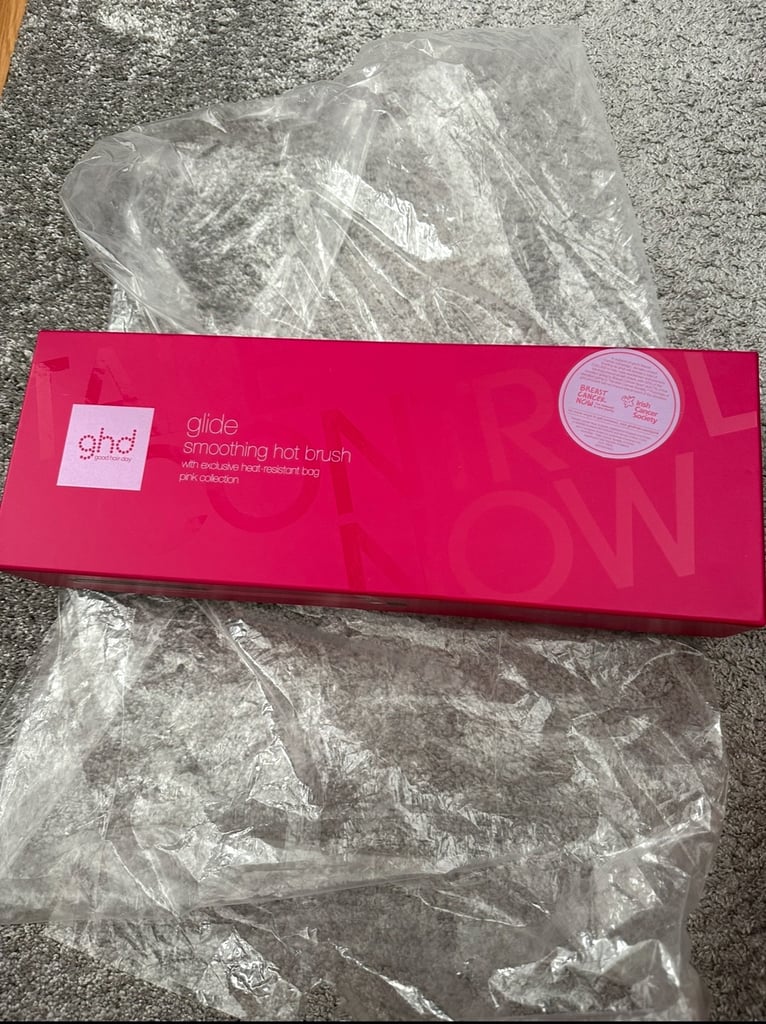 TAKE
CONTROL
NOW
ghd
good hair day
glide
smoothing hot brush
with exclusive heat-resistant bag
pink collection
BREAST
CANCER
NOW
Irish
Cancer
Society